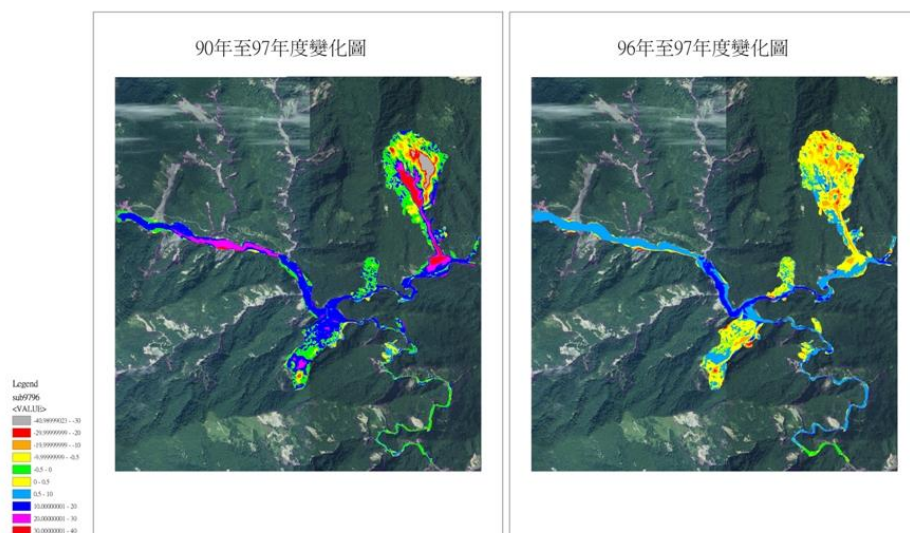 90年至97年度變化圖
96年至97年度變化圖
Legend
sub9796
<VALUE>
-40.98999023 - -30
-29.99999999 - -20
-19.99999999 - -10
-9.99999999 - -0.5
-0.5 - 0
0 - 0.5
0.5 - 10
10.00000001 - 20
20.00000001 - 30
30.00000001 - 40